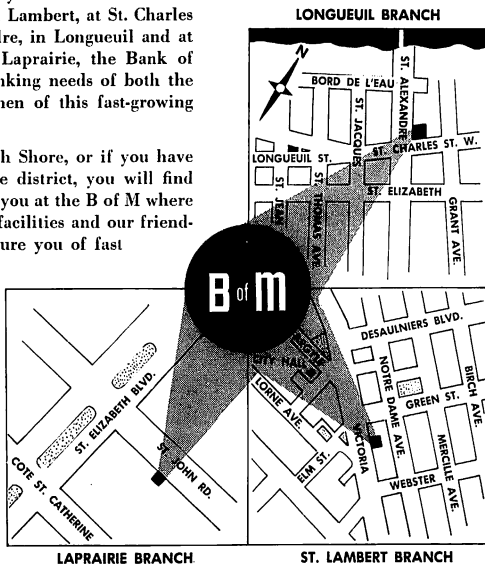 Lambert, at St. Charles
dre, in Longueuil and at
Laprairie, the Bank of
nking needs of both the
men of this fast-growing
h Shore, or if you have
e district, you will find
you at the B of M where
facilities and our friend-
ure you of fast
LONGUEUIL BRANCH
N
BORD DE L'EAU
ST. ALEXANDRE
ST. JACQUES
ST. CHARLES ST. W.
LONGUEUIL ST.
ST. ELIZABETH
ST. JEAN
ST. THOMAS AVE.
GRANT AVE.
B of M
ST. ELIZABETH BLVD.
ST. JOHN RD.
COTE ST. CATHERINE
LAPRAIRIE BRANCH
DESAULNIERS BLVD.
CITY HALL
LORNE AVE.
NOTRE DAME AVE.
BIRCH AVE.
GREEN ST.
VICTORIA
ELM ST.
MERCILLE AVE.
WEBSTER
ST. LAMBERT BRANCH